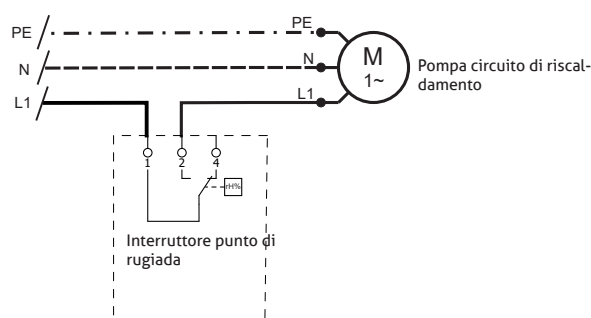 PE
PE
N
N
M
1~
Pompa circuito di riscal-
damento
L1
L1
1
2
4
rH%
Interruttore punto di
rugiada